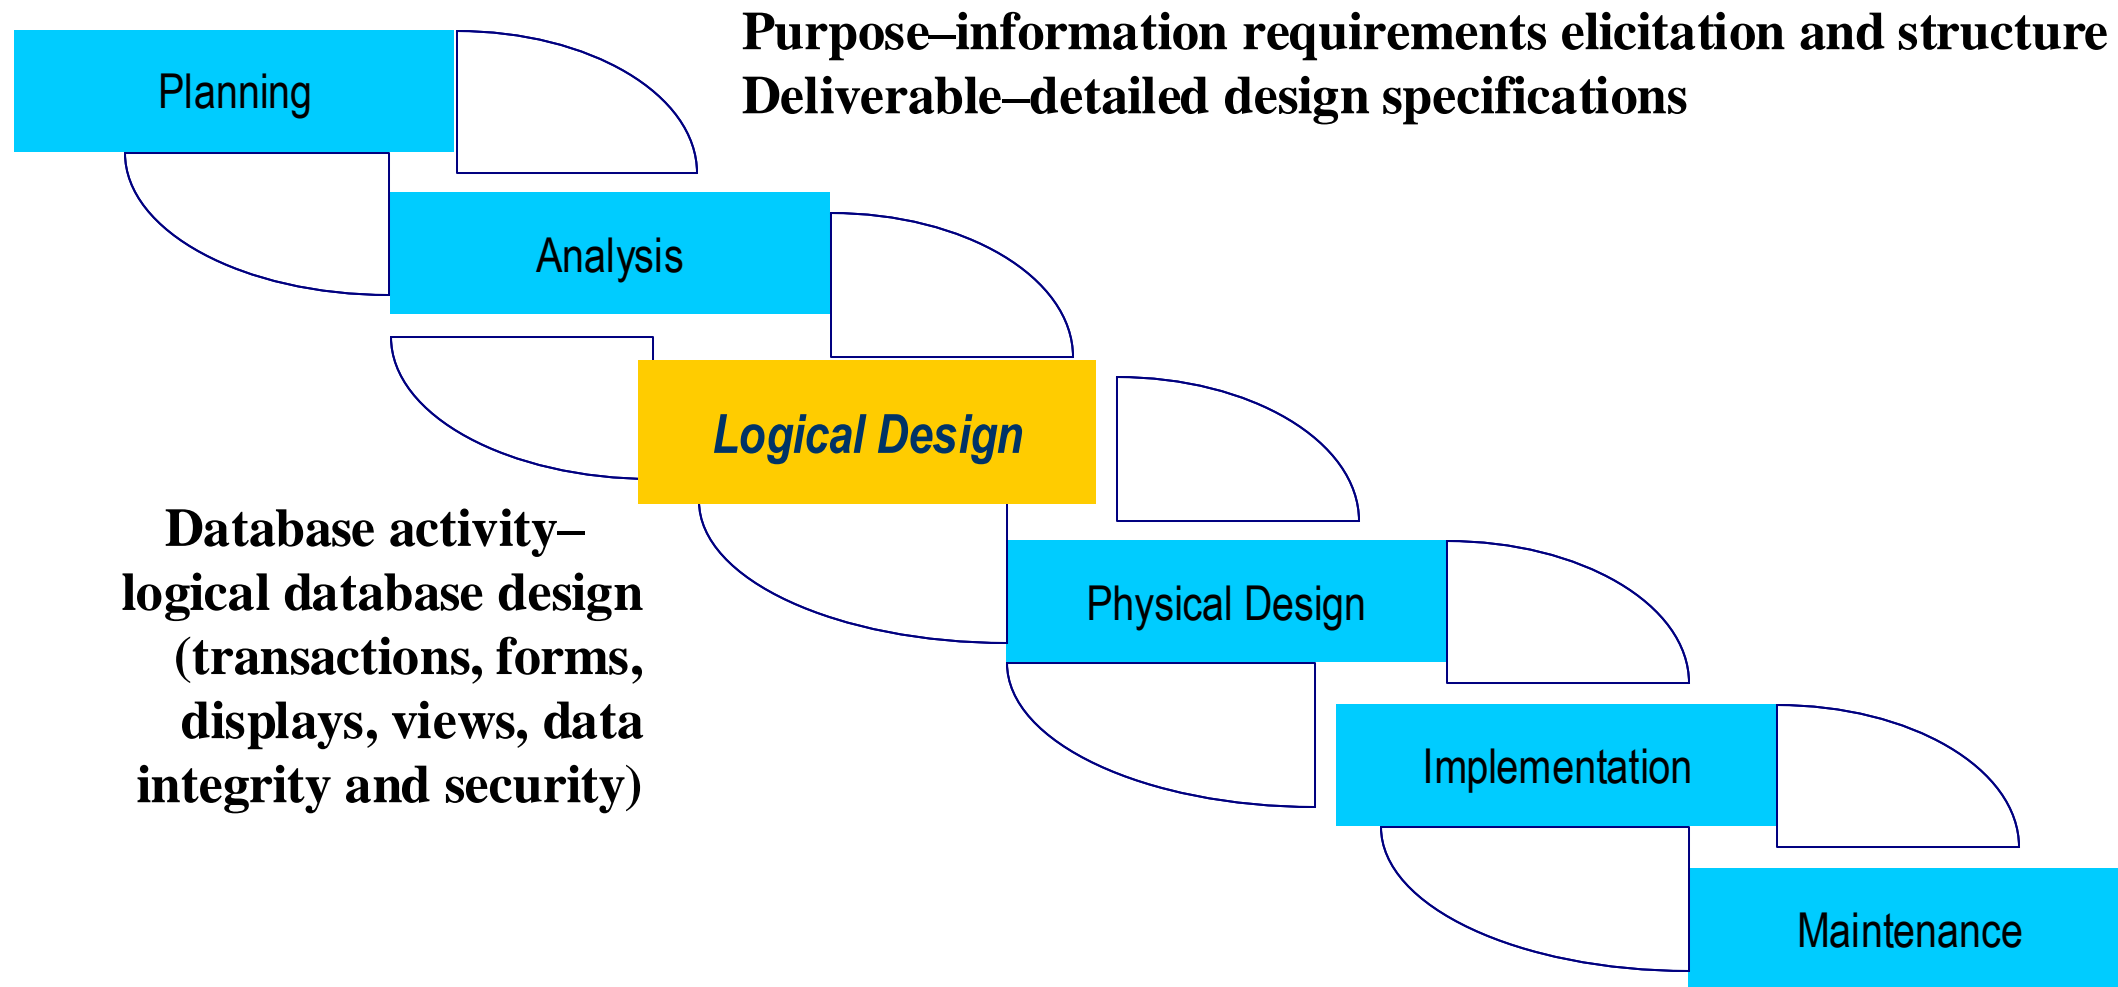 Purpose–information requirements elicitation and structure
Deliverable–detailed design specifications
Planning
Analysis
Logical Design
Database activity–
logical database design
(transactions, forms,
displays, views, data
integrity and security)
Physical Design
Implementation
Maintenance